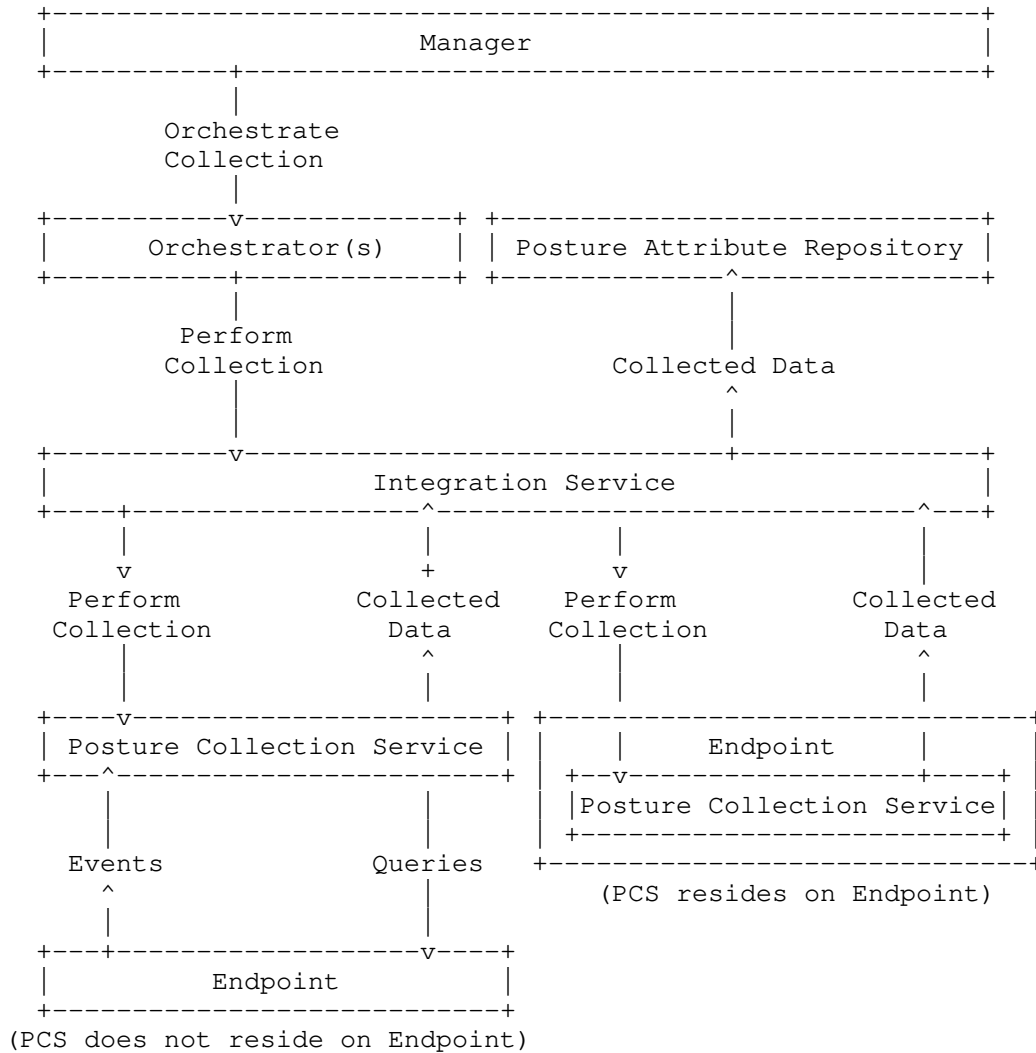 Manager
Orchestrate
Collection
Orchestrator(s) Posture Attribute Repository
Perform
Collection Collected Data
Integration Service
Perform Collected Perform Collected
Collection Data Collection Data
Posture Collection Service Endpoint
Posture Collection Service
Events Queries
(PCS resides on Endpoint)
Endpoint
(PCS does not reside on Endpoint)